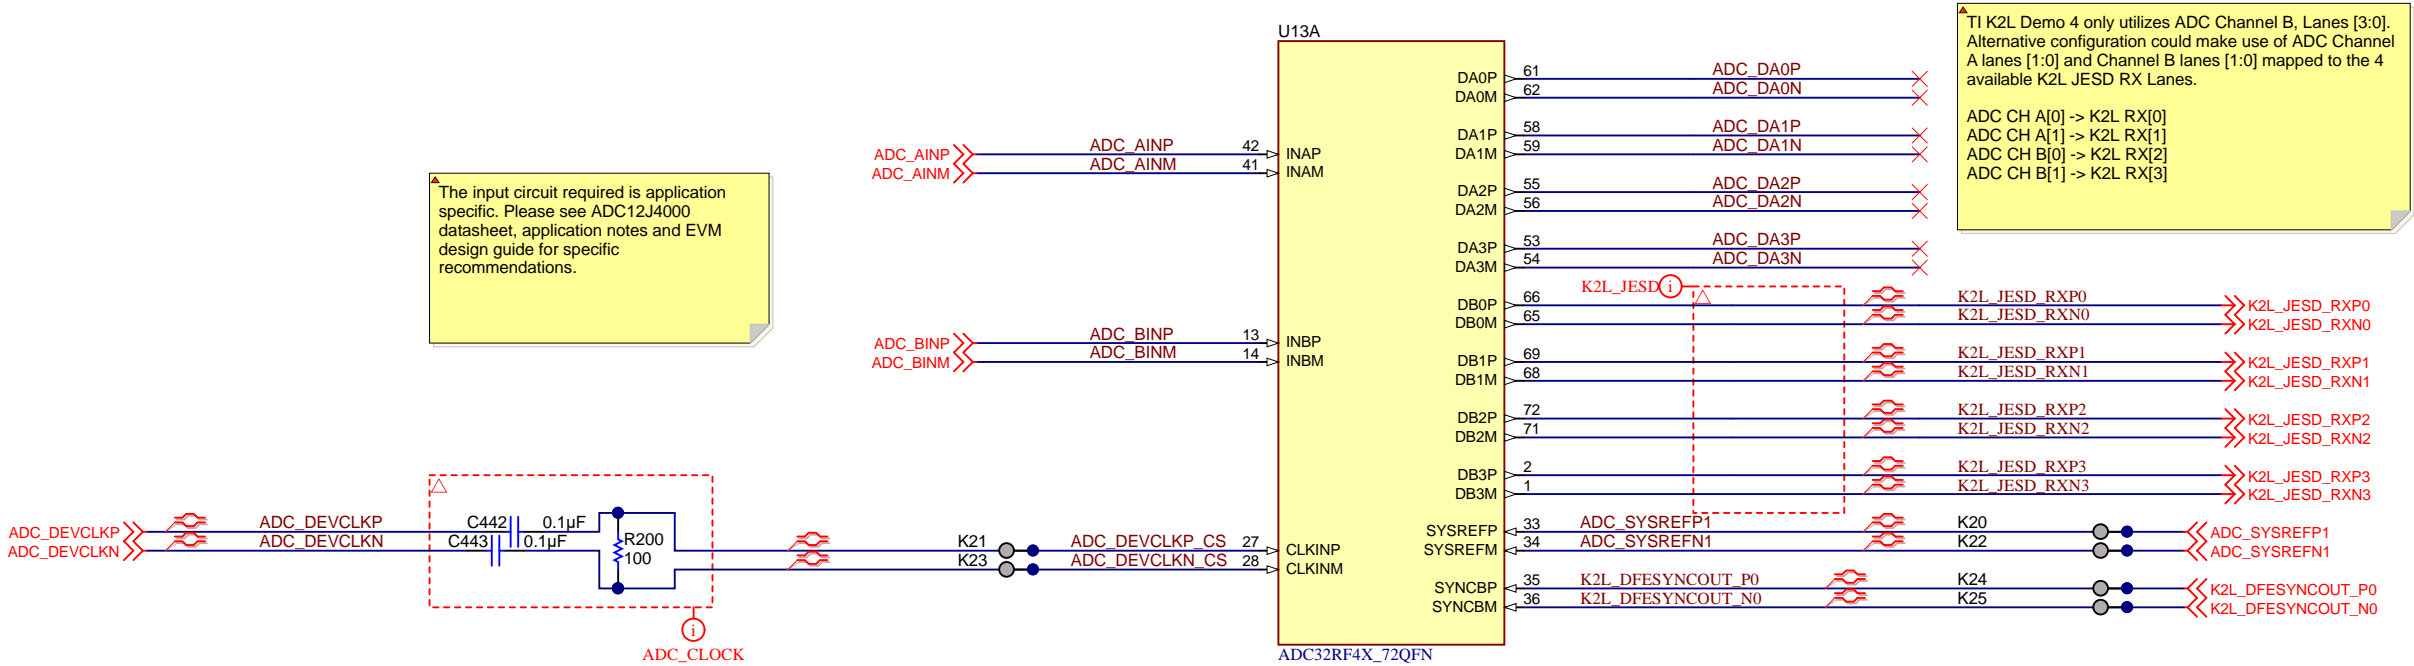 TI K2L Demo 4 only utilizes ADC Channel B, Lanes [3:0].
Alternative configuration could make use of ADC Channel
A lanes [1:0] and Channel B lanes [1:0] mapped to the 4
available K2L JESD RX Lanes.
ADC CH A[0] -> K2L RX[0]
ADC CH A[1] -> K2L RX[1]
ADC CH B[0] -> K2L RX[2]
ADC CH B[1] -> K2L RX[3]
The input circuit required is application
specific. Please see ADC12J4000
datasheet, application notes and EVM
design guide for specific
recommendations.
U13A
DA0P 61 ADC_DA0P
DA0M 62 ADC_DA0N
DA1P 58 ADC_DA1P
DA1M 59 ADC_DA1N
DA2P 55 ADC_DA2P
DA2M 56 ADC_DA2N
DA3P 53 ADC_DA3P
DA3M 54 ADC_DA3N
ADC_AINP ADC_AINP 42 INAP
ADC_AINM ADC_AINM 41 INAM
ADC_BINP ADC_BINP 13 INBP
ADC_BINM ADC_BINM 14 INBM
K2L_JESD i
DB0P 66 K2L_JESD_RXP0 K2L_JESD_RXP0
DB0M 65 K2L_JESD_RXN0 K2L_JESD_RXN0
DB1P 69 K2L_JESD_RXP1 K2L_JESD_RXP1
DB1M 68 K2L_JESD_RXN1 K2L_JESD_RXN1
DB2P 72 K2L_JESD_RXP2 K2L_JESD_RXP2
DB2M 71 K2L_JESD_RXN2 K2L_JESD_RXN2
DB3P 2 K2L_JESD_RXP3 K2L_JESD_RXP3
DB3M 1 K2L_JESD_RXN3 K2L_JESD_RXN3
SYSREFP 33 ADC_SYSREFP1 K20 ADC_SYSREFP1
SYSREFM 34 ADC_SYSREFN1 K22 ADC_SYSREFN1
SYNCBP 35 K2L_DFESYNCOUT_P0 K24 K2L_DFESYNCOUT_P0
SYNCBM 36 K2L_DFESYNCOUT_N0 K25 K2L_DFESYNCOUT_N0
ADC_DEVCLKP ADC_DEVCLKP C442 0.1µF
ADC_DEVCLKN ADC_DEVCLKN C443 0.1µF
R200
100
K21 ADC_DEVCLKP_CS 27 CLKINP
K23 ADC_DEVCLKN_CS 28 CLKINM
i
ADC_CLOCK
ADC32RF4X_72QFN